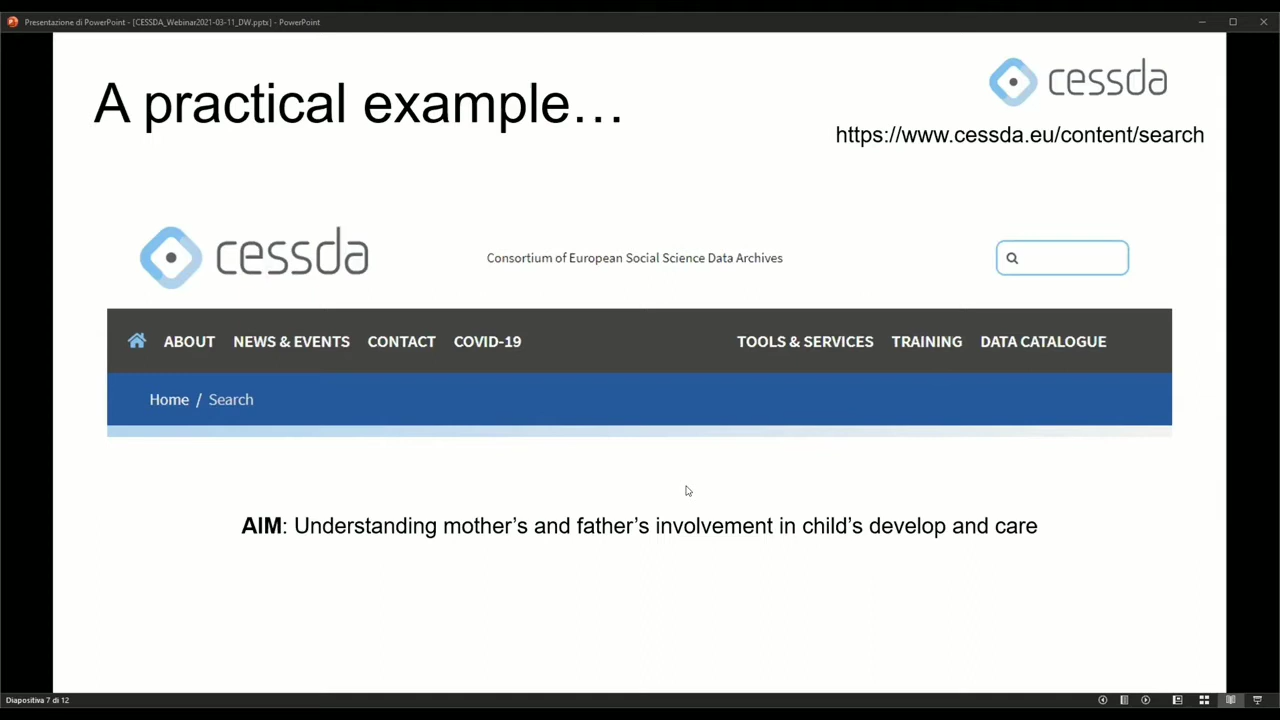 Presentazione di PowerPoint - [CESSDA_Webinar2021-03-11_DW.pptx] - PowerPoint
A practical example…
cessda
https://www.cessda.eu/content/search
cessda
Consortium of European Social Science Data Archives
ABOUT NEWS & EVENTS CONTACT COVID-19 TOOLS & SERVICES TRAINING DATA CATALOGUE
Home / Search
AIM: Understanding mother’s and father’s involvement in child’s develop and care
Diapositiva 7 di 12